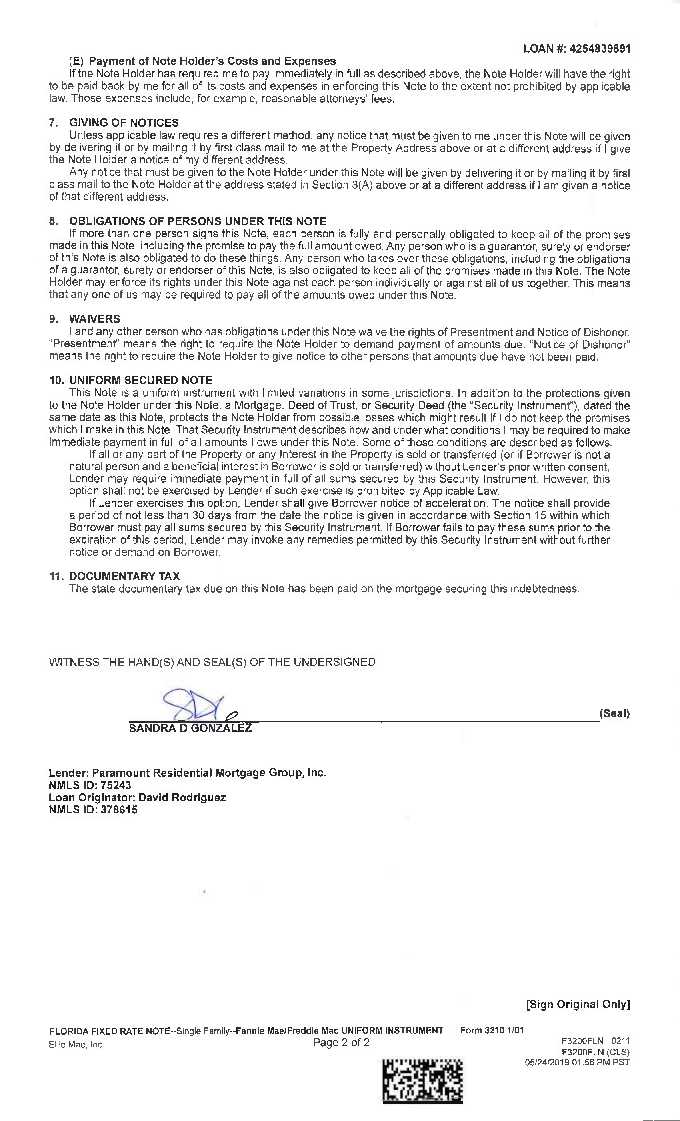 LOAN #: 4254939691
(E) Payment of Note Holder's Costs and Expenses
If the Note Holder has required me to pay immediately in full as described above, the Note Holder will have the right
to be paid back by me for all of its costs and expenses in enforcing this Note to the extent not prohibited by applicable
law. Those expenses include, for example, reasonable attorneys' fees.
7. GIVING OF NOTICES
Unless applicable law requires a different method, any notice that must be given to me under this Note will be given
by delivering it or by mailing it by first class mail to me at the Property Address above or at a different address if I give
the Note Holder a notice of my different address.
Any notice that must be given to the Note Holder under this Note will be given by delivering it or by mailing it by first
class mail to the Note Holder at the address stated in Section 3(A) above or at a different address if I am given a notice
of that different address.
8. OBLIGATIONS OF PERSONS UNDER THIS NOTE
If more than one person signs this Note, each person is fully and personally obligated to keep all of the promises
made in this Note, including the promise to pay the full amount owed. Any person who is a guarantor, surety or endorser
of this Note is also obligated to do these things. Any person who takes over these obligations, including the obligations
of a guarantor, surety or endorser of this Note, is also obligated to keep all of the promises made in this Note. The Note
Holder may enforce its rights under this Note against each person individually or against all of us together. This means
that any one of us may be required to pay all of the amounts owed under this Note.
9. WAIVERS
I and any other person who has obligations under this Note waive the rights of Presentment and Notice of Dishonor.
"Presentment" means the right to require the Note Holder to demand payment of amounts due. "Notice of Dishonor"
means the right to require the Note Holder to give notice to other persons that amounts due have not been paid.
10. UNIFORM SECURED NOTE
This Note is a uniform instrument with limited variations in some jurisdictions. In addition to the protections given
to the Note Holder under this Note, a Mortgage, Deed of Trust, or Security Deed (the "Security Instrument"), dated the
same date as this Note, protects the Note Holder from possible losses which might result if I do not keep the promises
which I make in this Note. That Security Instrument describes how and under what conditions I may be required to make
immediate payment in full of all amounts I owe under this Note. Some of those conditions are described as follows.
If all or any part of the Property or any Interest in the Property is sold or transferred (or if Borrower is not a
natural person and a beneficial interest in Borrower is sold or transferred) without Lender's prior written consent,
Lender may require immediate payment in full of all sums secured by this Security Instrument. However, this
option shall not be exercised by Lender if such exercise is prohibited by Applicable Law.
If Lender exercises this option, Lender shall give Borrower notice of acceleration. The notice shall provide
a period of not less than 30 days from the date the notice is given in accordance with Section 15 within which
Borrower must pay all sums secured by this Security Instrument. If Borrower fails to pay these sums prior to the
expiration of this period, Lender may invoke any remedies permitted by this Security Instrument without further
notice or demand on Borrower.
11. DOCUMENTARY TAX
The state documentary tax due on this Note has been paid on the mortgage securing this indebtedness.
WITNESS THE HAND(S) AND SEAL(S) OF THE UNDERSIGNED
(Seal)
SANDRA D GONZALEZ
Lender: Paramount Residential Mortgage Group, Inc.
NMLS ID: 75243
Loan Originator: David Rodriguez
NMLS ID: 378615
[Sign Original Only]
FLORIDA FIXED RATE NOTE--Single Family--Fannie Mae/Freddie Mac UNIFORM INSTRUMENT Form 3210 1/01
Ellie Mae, Inc. Page 2 of 2 F3200FLN 0211
F3200FLN (CLS)
05/24/2019 01:56 PM PST